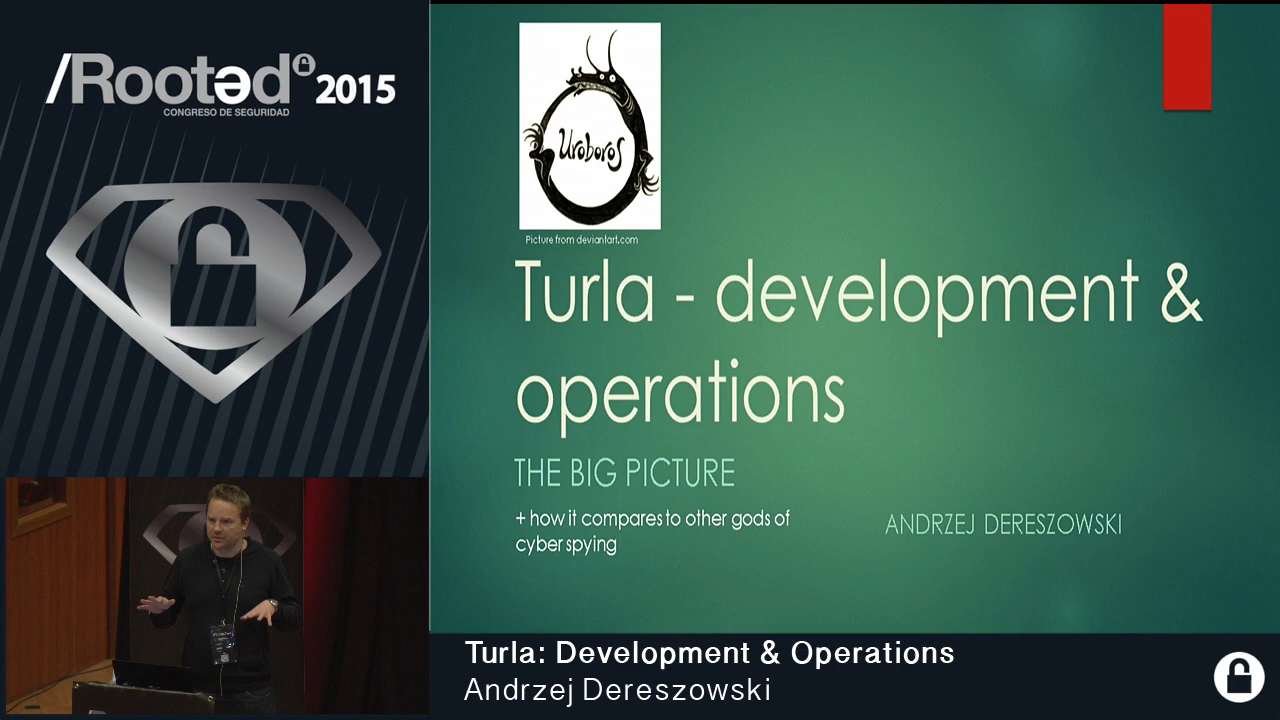 /Rootəd 2015
CONGRESO DE SEGURIDAD
Uroboros
Picture from deviantart.com
Turla - development &
operations
THE BIG PICTURE
+ how it compares to other gods of
cyber spying
ANDRZEJ DERESZOWSKI
Turla: Development & Operations
Andrzej Dereszowski